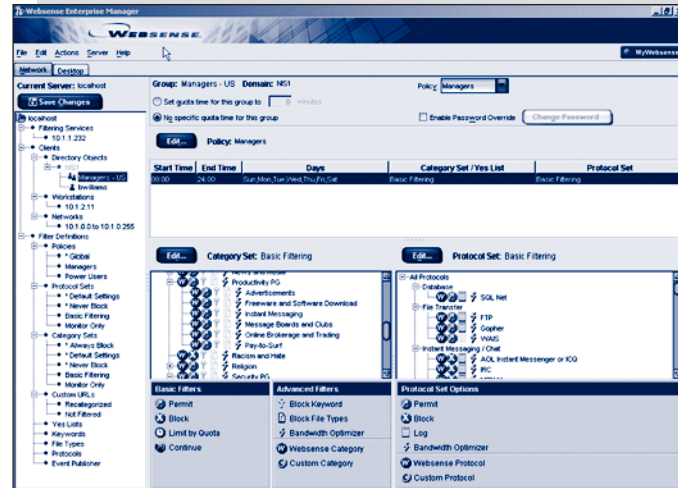 Websense Enterprise Manager
WEBSENSE
File Edit Actions Server Help
MyWebsense
Network Desktop
Current Server: localhost
Save Changes
localhost
Filtering Services
10.1.1.232
Clients
Directory Objects
NIS1
Managers - US
bwilliams
Workstations
10.1.2.11
Networks
10.1.0.0 to 10.1.0.255
Filter Definitions
Policies
* Global
Managers
Power Users
Protocol Sets
* Default Settings
* Never Block
Basic Filtering
Monitor Only
Category Sets
* Always Block
* Default Settings
* Never Block
Basic Filtering
Monitor Only
Custom URLs
Recategorized
Not Filtered
Yes Lists
Keywords
File Types
Protocols
Event Publisher
Group: Managers - US Domain: NIS1
Policy: Managers
Set quota time for this group to 0 minutes
No specific quota time for this group
Enable Password Override Change Password
Edit... Policy: Managers
Start Time End Time Days Category Set / Yes List Protocol Set
00:00 24:00 Sun,Mon,Tue,Wed,Thu,Fri,Sat Basic Filtering Basic Filtering
Edit... Category Set: Basic Filtering
News and Media
Productivity PG
Advertisements
Freeware and Software Download
Instant Messaging
Message Boards and Clubs
Online Brokerage and Trading
Pay-to-Surf
Racism and Hate
Religion
Security PG
Edit... Protocol Set: Basic Filtering
All Protocols
Database
SQL Net
File Transfer
FTP
Gopher
WAIS
Instant Messaging / Chat
AOL Instant Messenger or ICQ
IRC
Basic Filters
Permit
Block
Limit by Quota
Continue
Advanced Filters
Block Keyword
Block File Types
Bandwidth Optimizer
Websense Category
Custom Category
Protocol Set Options
Permit
Block
Log
Bandwidth Optimizer
Websense Protocol
Custom Protocol